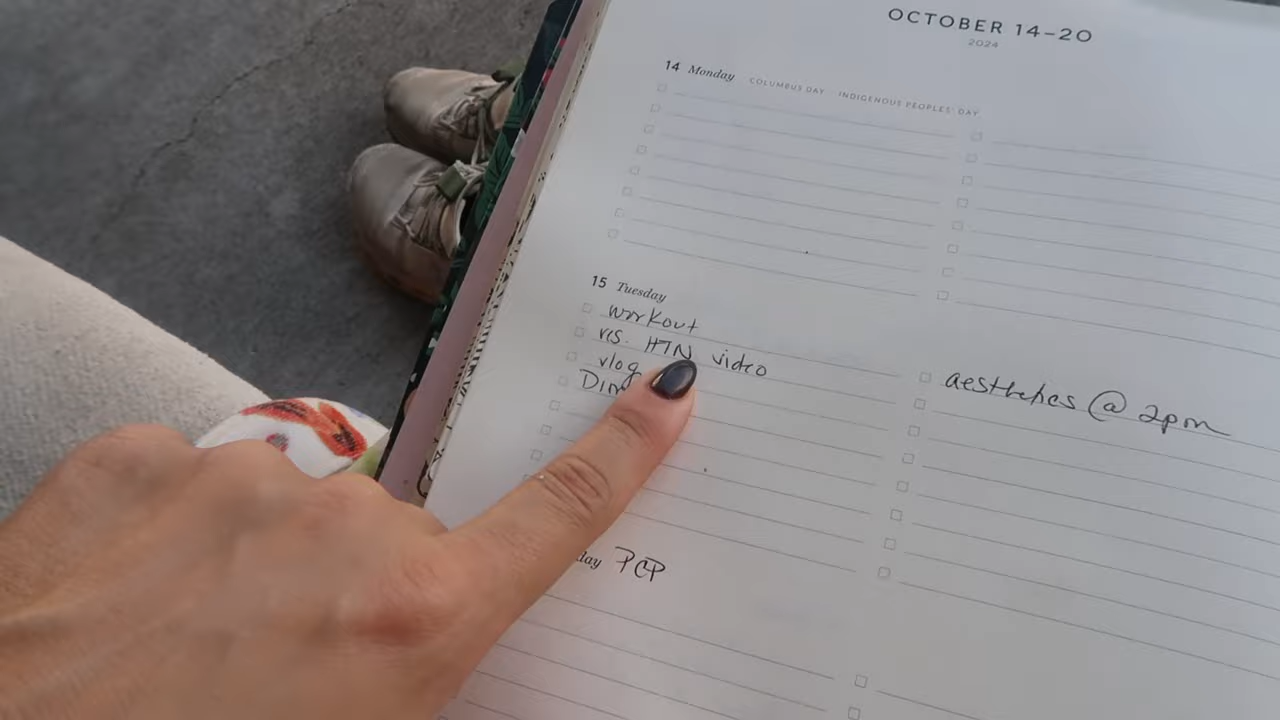 OCTOBER 14–20
2024
14 Monday COLUMBUS DAY INDIGENOUS PEOPLES' DAY
15 Tuesday
workout
vis. HTN video
vlog
aesthetics @ 2pm
PCP